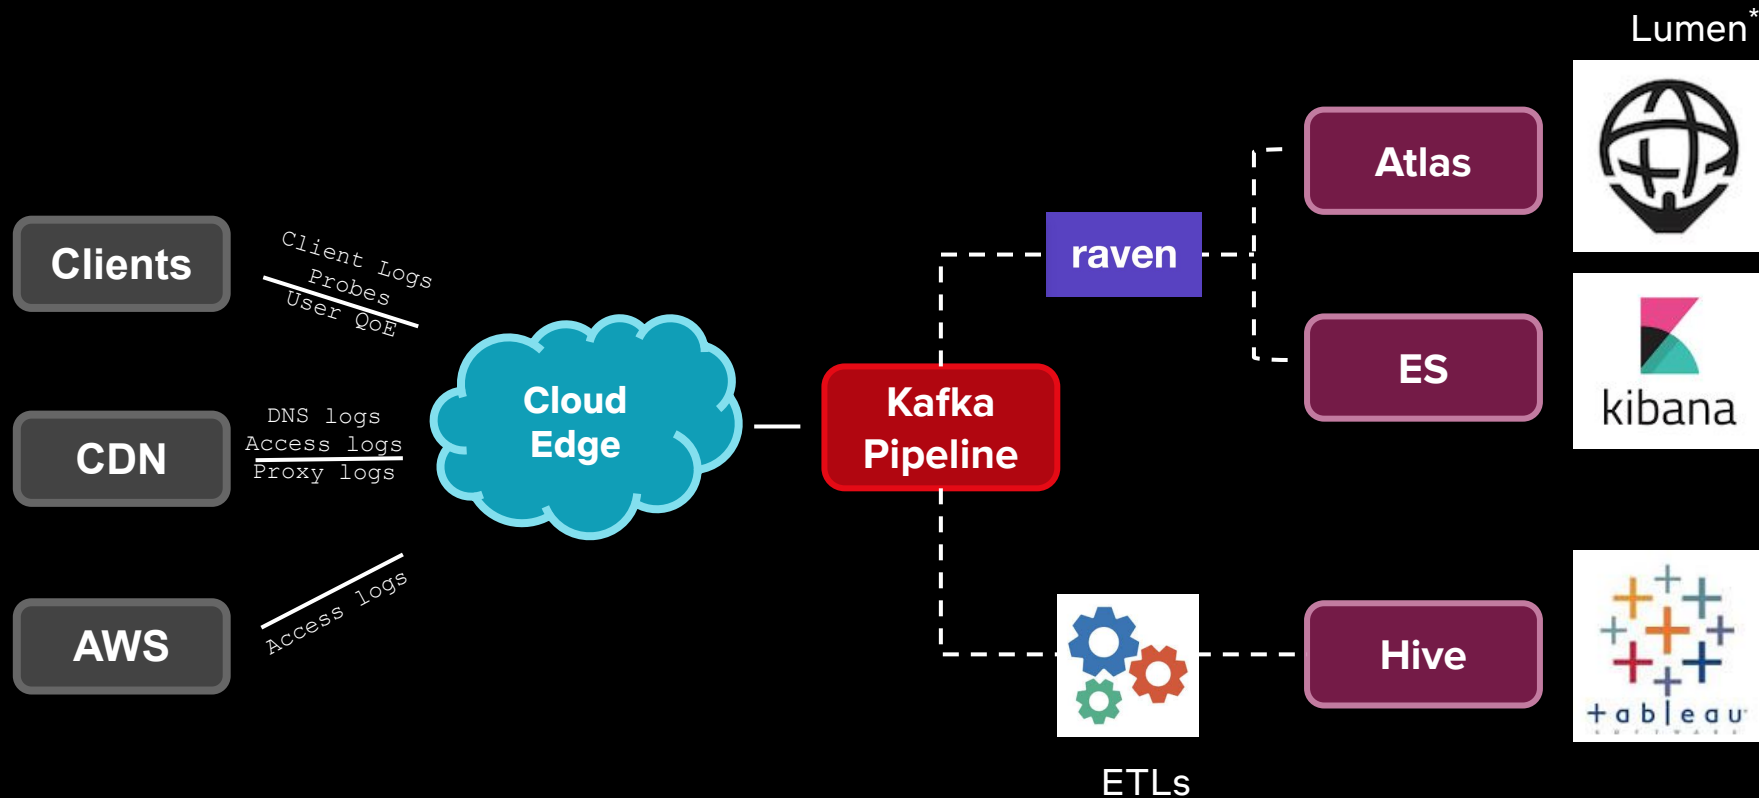 Lumen*
Atlas
raven
Clients
Client Logs
Probes
User QoE
kibana
ES
Cloud
Edge
Kafka
Pipeline
CDN
DNS logs
Access logs
Proxy logs
AWS
Access logs
Hive
+ableau
SOFTWARE
ETLs